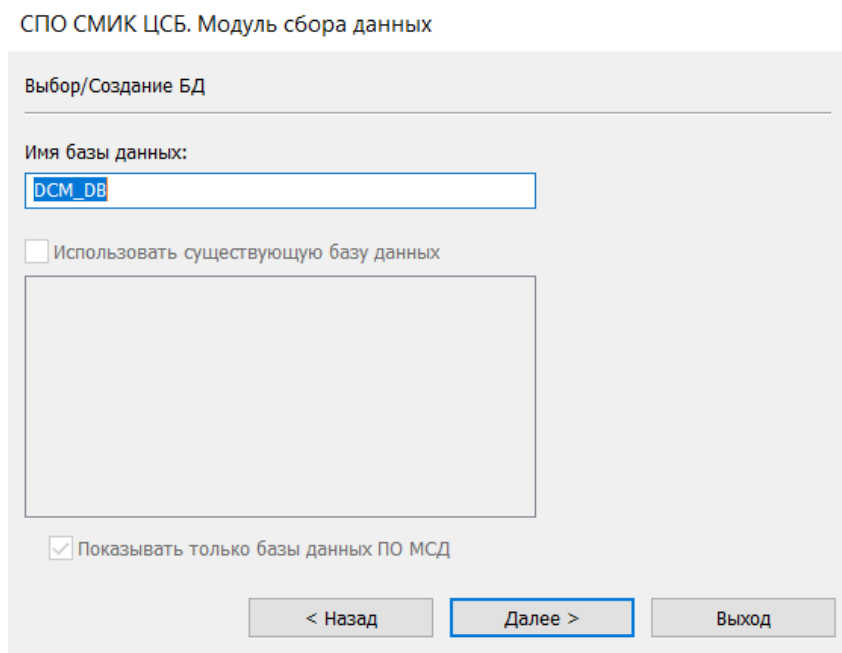 СПО СМИК ЦСБ. Модуль сбора данных
Выбор/Создание БД
Имя базы данных:
DCM_DB
Использовать существующую базу данных
Показывать только базы данных ПО МСД
< Назад
Далее >
Выход